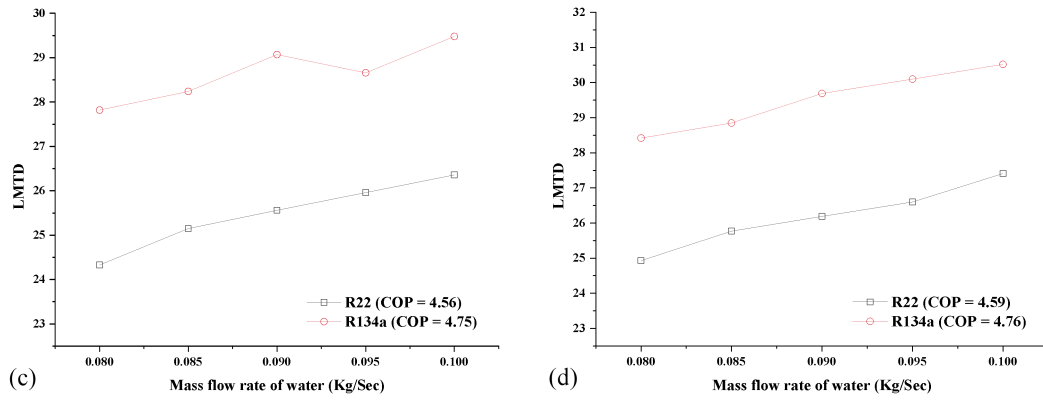 30
29
28
27
26
25
24
23
LMTD
0.080 0.085 0.090 0.095 0.100
Mass flow rate of water (Kg/Sec)
R22 (COP = 4.56)
R134a (COP = 4.75)
(c)
32
31
30
29
28
27
26
25
24
23
LMTD
0.080 0.085 0.090 0.095 0.100
Mass flow rate of water (Kg/Sec)
R22 (COP = 4.59)
R134a (COP = 4.76)
(d)